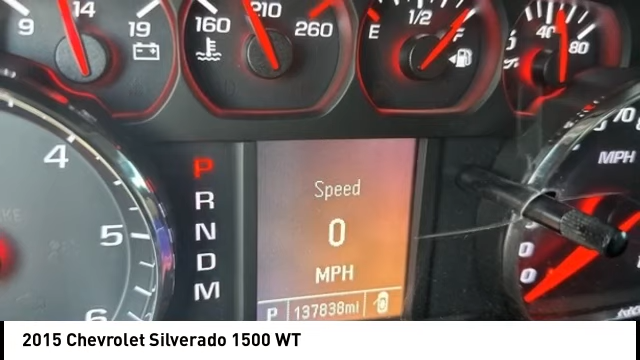 9 14 19
160 210 260
E 1/2 F
40 80
4
5
6
P
R
N
D
M
Speed
0
MPH
P 137838mi
MPH
0
2015 Chevrolet Silverado 1500 WT